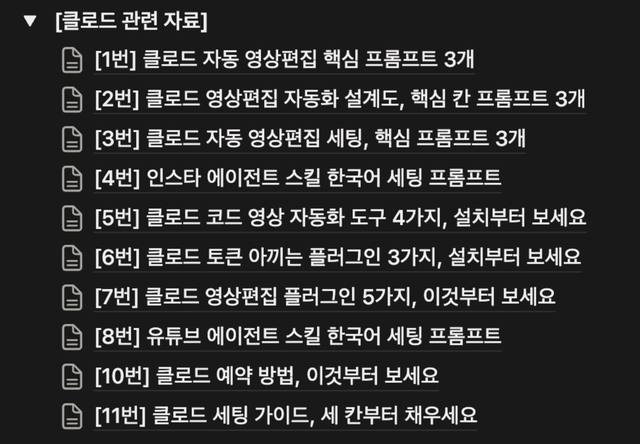 ▼ [클로드 관련 자료]
[1번] 클로드 자동 영상편집 핵심 프롬프트 3개
[2번] 클로드 영상편집 자동화 설계도, 핵심 칸 프롬프트 3개
[3번] 클로드 자동 영상편집 세팅, 핵심 프롬프트 3개
[4번] 인스타 에이전트 스킬 한국어 세팅 프롬프트
[5번] 클로드 코드 영상 자동화 도구 4가지, 설치부터 보세요
[6번] 클로드 토큰 아끼는 플러그인 3가지, 설치부터 보세요
[7번] 클로드 영상편집 플러그인 5가지, 이것부터 보세요
[8번] 유튜브 에이전트 스킬 한국어 세팅 프롬프트
[10번] 클로드 예약 방법, 이것부터 보세요
[11번] 클로드 세팅 가이드, 세 칸부터 채우세요